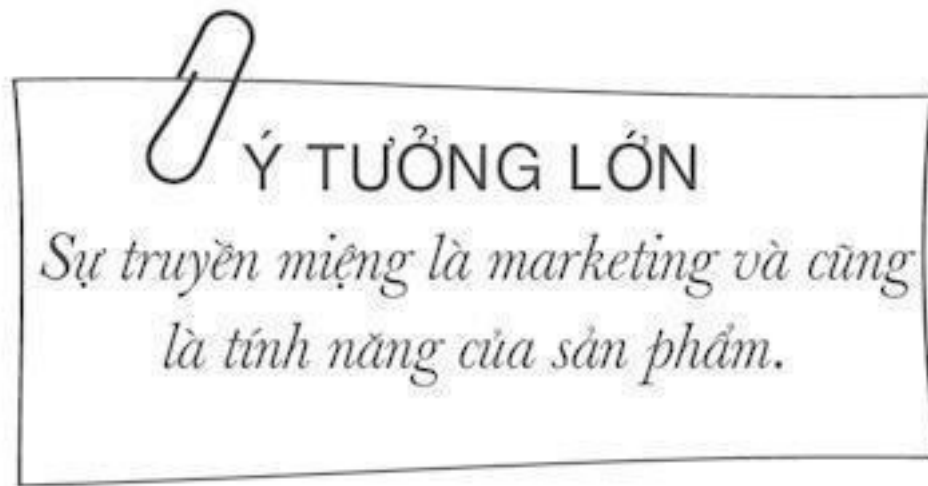 Ý TƯỞNG LỚN
Sự truyền miệng là marketing và cũng
là tính năng của sản phẩm.